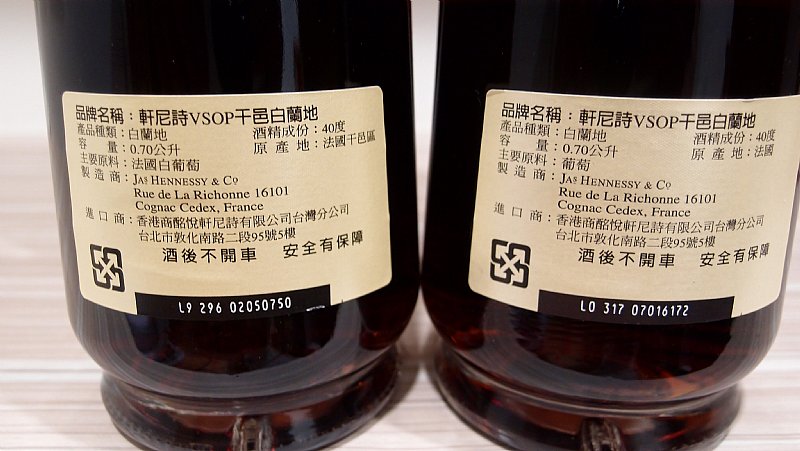 品牌名稱：軒尼詩VSOP干邑白蘭地
產品種類：白蘭地 酒精成份：40度
容 量：0.70公升 原 產 地：法國干邑區
主要原料：法國白葡萄
製 造 商：JAS HENNESSY & CO
Rue de La Richonne 16101
Cognac Cedex, France
進 口 商：香港商酩悅軒尼詩有限公司台灣分公司
台北市敦化南路二段95號5樓
酒後不開車 安全有保障
L9 296 02050750
品牌名稱：軒尼詩VSOP干邑白蘭地
產品種類：白蘭地 酒精成份：40度
容 量：0.70公升 原 產 地：法國
主要原料：葡萄
製 造 商：JAS HENNESSY & CO
Rue de La Richonne 16101
Cognac Cedex, France
進 口 商：香港商酩悅軒尼詩有限公司台灣分公司
台北市敦化南路二段95號5樓
酒後不開車 安全有保障
L0 317 07016172